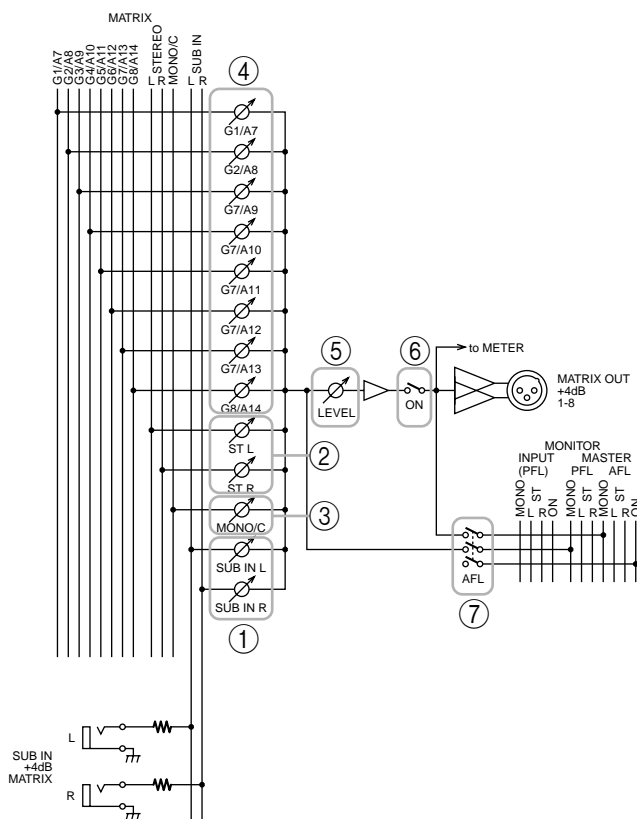 MATRIX
G1/A7
G2/A8
G3/A9
G4/A10
G5/A11
G6/A12
G7/A13
G8/A14
L STEREO
R
MONO/C
L SUB IN
R
④
G1/A7
G2/A8
G7/A9
G7/A10
G7/A11
G7/A12
G7/A13
G8/A14
ST L
ST R
②
MONO/C
③
SUB IN L
SUB IN R
①
⑤
LEVEL
⑥
ON
to METER
MATRIX OUT
+4dB
1-8
MONITOR
INPUT
(PFL)
MASTER
PFL
AFL
MONO
L ST
R
ON
MONO
L ST
R
MONO
L ST
R
ON
AFL
⑦
SUB IN
+4dB
MATRIX
L
R